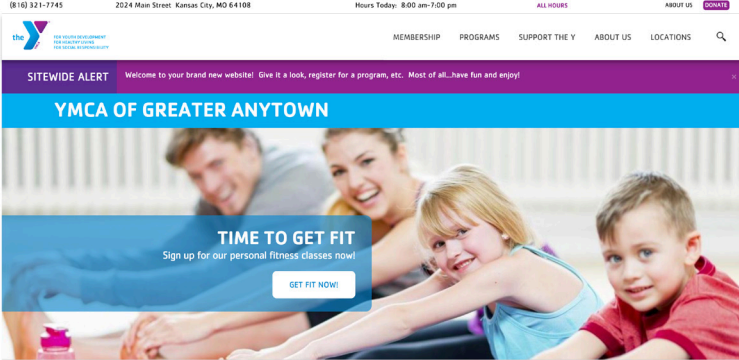 (816) 321-7745 2024 Main Street Kansas City, MO 64108 Hours Today: 8:00 am-7:00 pm ALL HOURS ABOUT US DONATE
the Y
FOR YOUTH DEVELOPMENT
FOR HEALTHY LIVING
FOR SOCIAL RESPONSIBILITY
MEMBERSHIP PROGRAMS SUPPORT THE Y ABOUT US LOCATIONS
SITEWIDE ALERT Welcome to your brand new website! Give it a look, register for a program, etc. Most of all...have fun and enjoy!
YMCA OF GREATER ANYTOWN
TIME TO GET FIT
Sign up for our personal fitness classes now!
GET FIT NOW!